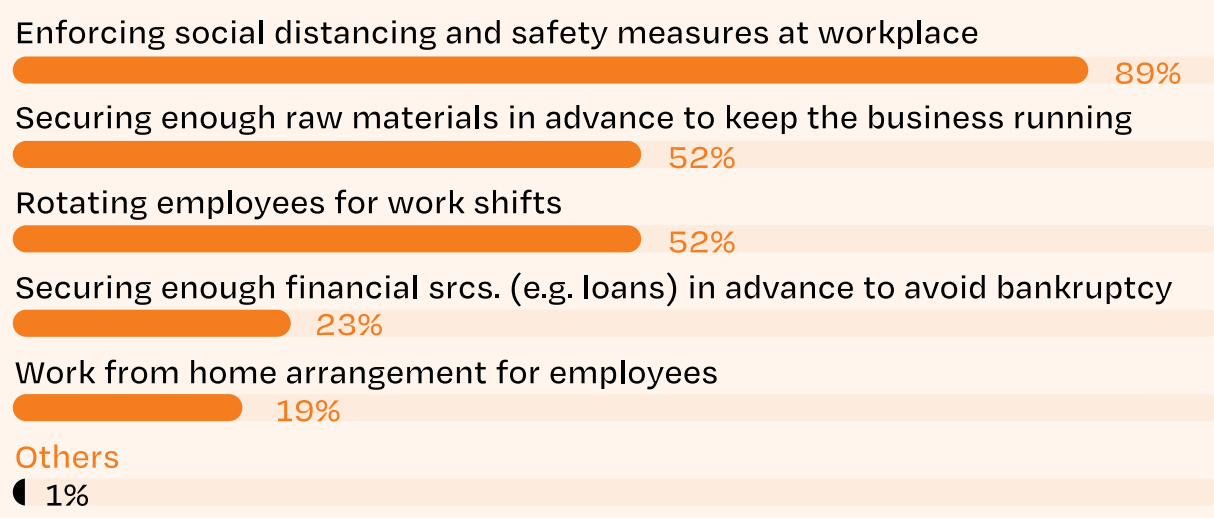 Enforcing social distancing and safety measures at workplace
89%
Securing enough raw materials in advance to keep the business running
52%
Rotating employees for work shifts
52%
Securing enough financial srcs. (e.g. loans) in advance to avoid bankruptcy
23%
Work from home arrangement for employees
19%
Others
1%